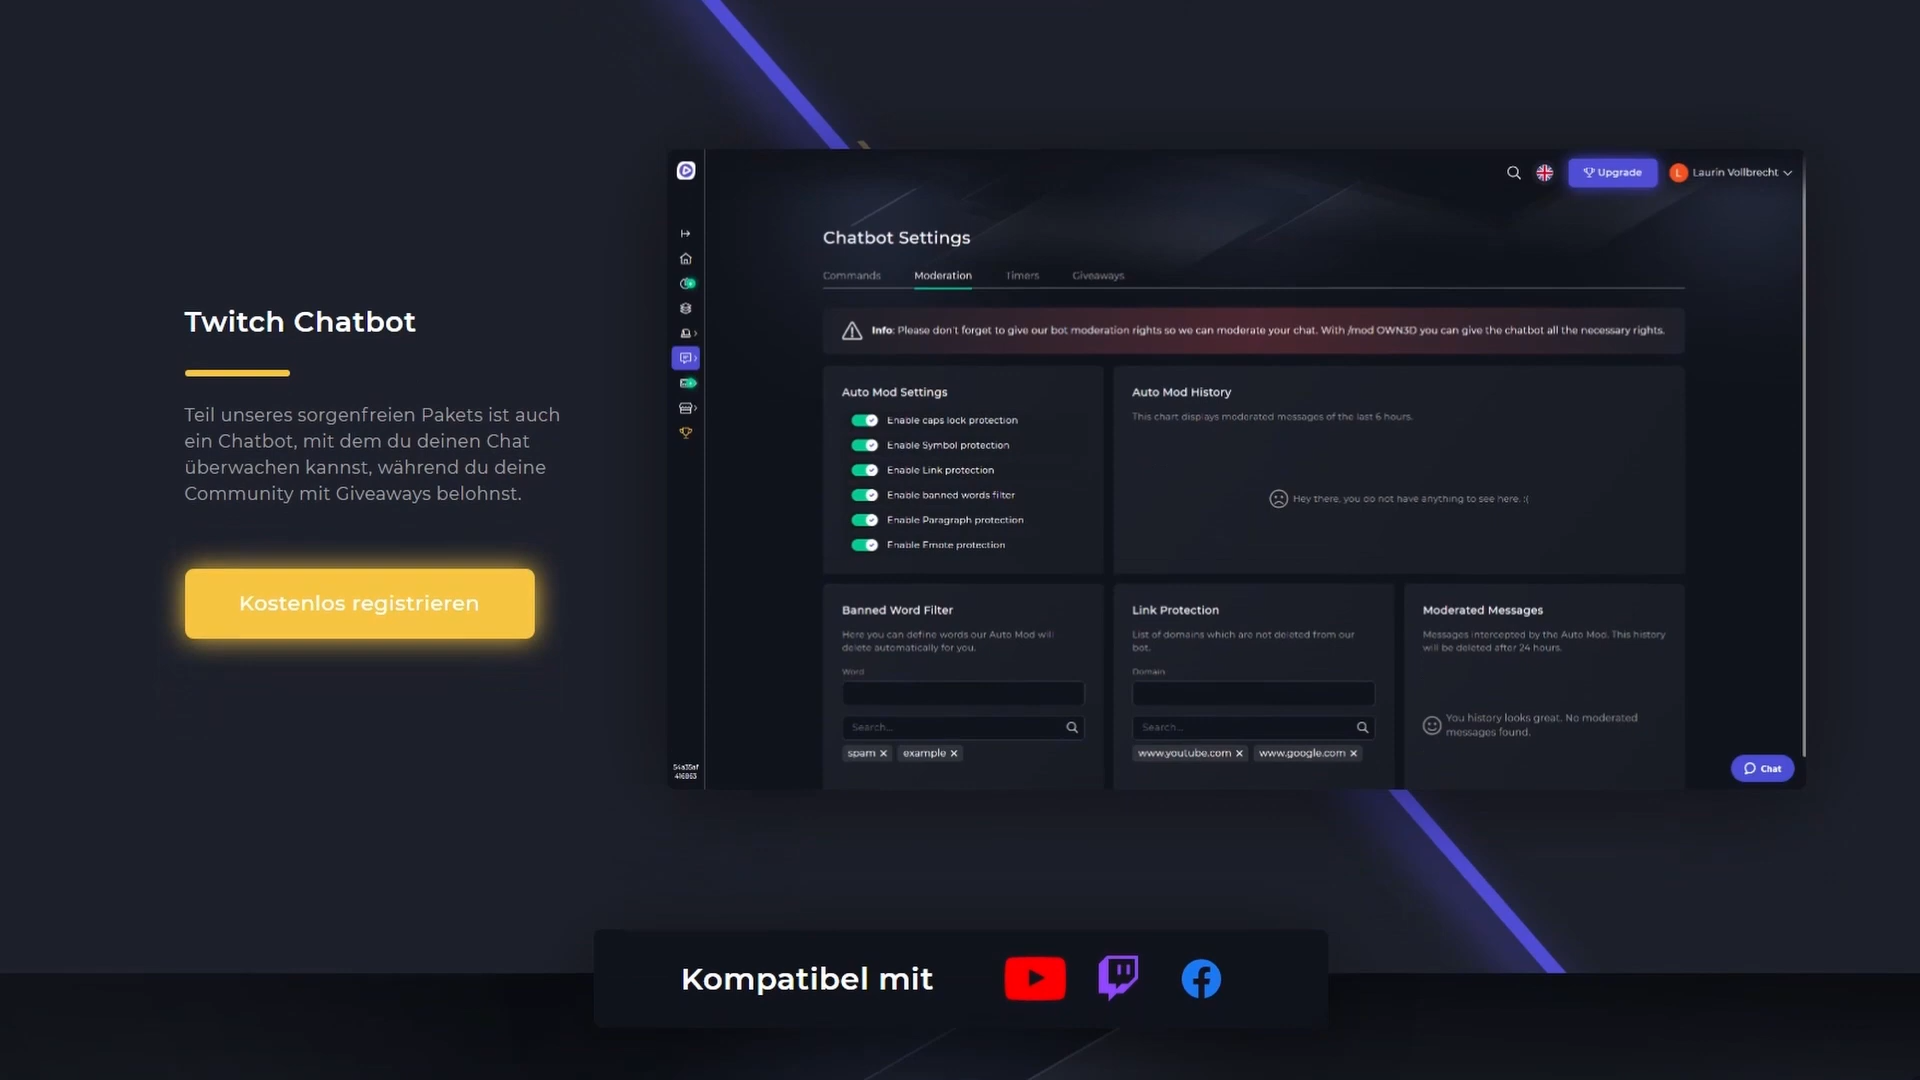 Twitch Chatbot
Teil unseres sorgenfreien Pakets ist auch
ein Chatbot, mit dem du deinen Chat
überwachen kannst, während du deine
Community mit Giveaways belohnst.
Kostenlos registrieren
Upgrade
L
Laurin Vollbrecht
Chatbot Settings
Commands
Moderation
Timers
Giveaways
Info: Please don't forget to give our bot moderation rights so we can moderate your chat. With /mod OWN3D you can give the chatbot all the necessary rights.
Auto Mod Settings
Enable caps lock protection
Enable Symbol protection
Enable Link protection
Enable banned words filter
Enable Paragraph protection
Enable Emote protection
Auto Mod History
This chart displays moderated messages of the last 6 hours.
Hey there, you do not have anything to see here. :(
Banned Word Filter
Here you can define words our Auto Mod will
delete automatically for you.
Word
Search...
spam ×
example ×
Link Protection
List of domains which are not deleted from our
bot.
Domain
Search...
www.youtube.com ×
www.google.com ×
Moderated Messages
Messages intercepted by the Auto Mod. This history
will be deleted after 24 hours.
You history looks great. No moderated
messages found.
Chat
Kompatibel mit